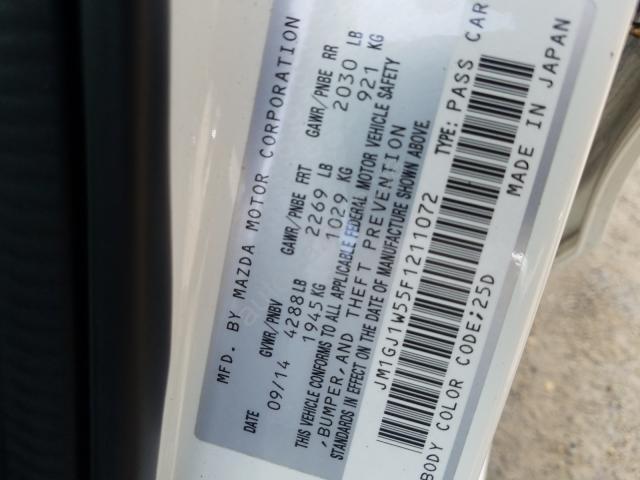 MFD. BY MAZDA MOTOR CORPORATION
DATE GVWR/PNBV GAWR/PNBE FRT GAWR/PNBE RR
09/14 4288LB 2269 LB 2030 LB
1945KG 1029 KG 921 KG
THIS VEHICLE CONFORMS TO ALL APPLICABLE FEDERAL MOTOR VEHICLE SAFETY
,BUMPER,AND THEFT PREVENTION
STANDARDS IN EFFECT ON THE DATE OF MANUFACTURE SHOWN ABOVE.
JM1GJ1W55F1211072 TYPE: PASS CAR
BODY COLOR CODE;25D MADE IN JAPAN